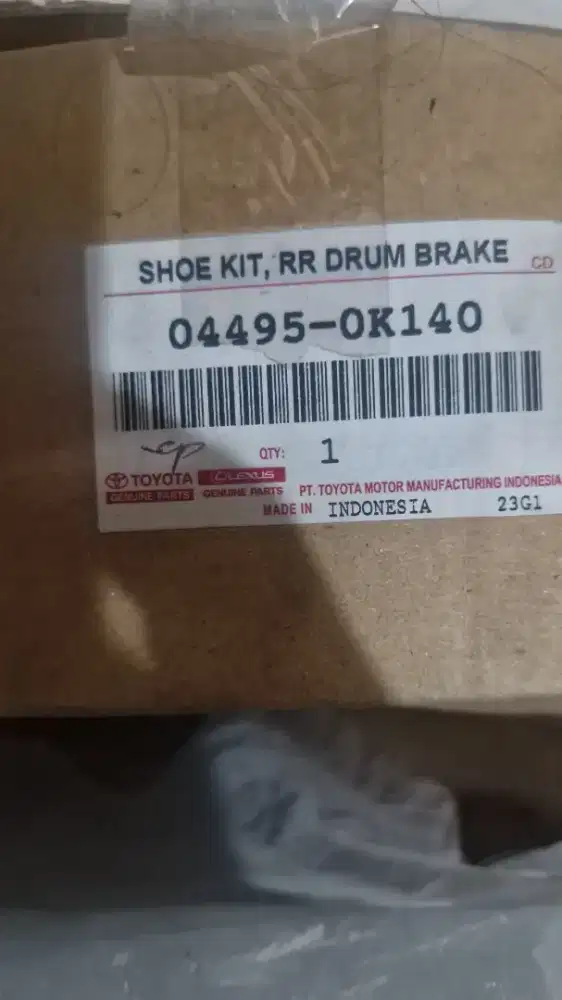 SHOE KIT, RR DRUM BRAKE CD
04495-0K140
QTY: 1
TOYOTA LEXUS
GENUINE PARTS GENUINE PARTS PT. TOYOTA MOTOR MANUFACTURING INDONESIA
MADE IN INDONESIA 23G1